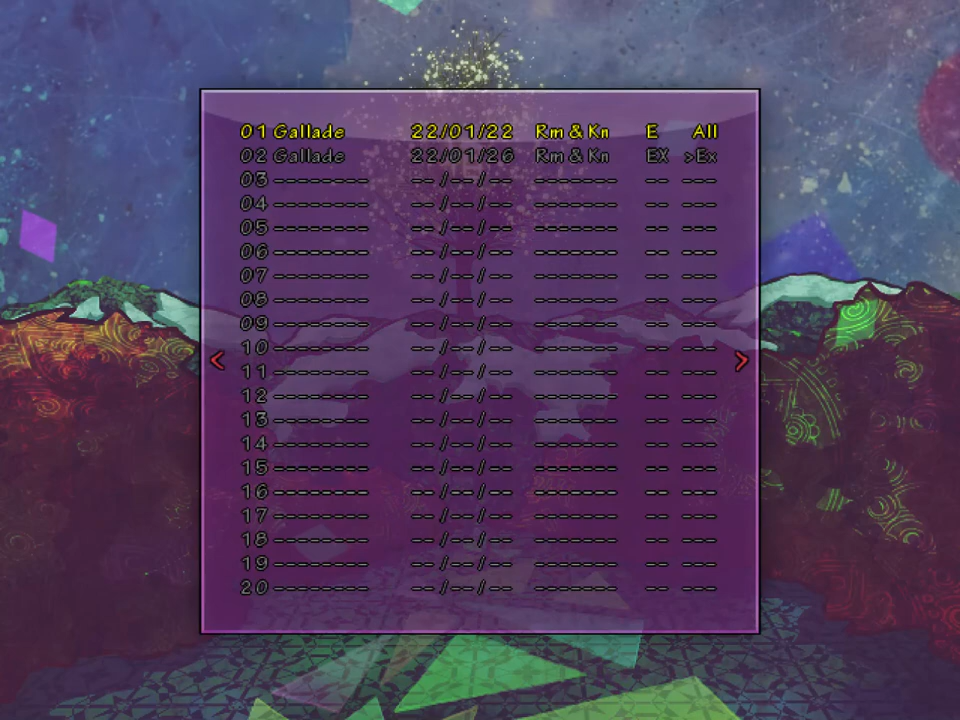 01 Gallade 22/01/22 Rm & Kn E All
02 Gallade 22/01/26 Rm & Kn EX >Ex
03 -------- --/--/-- ------- -- ---
04 -------- --/--/-- ------- -- ---
05 -------- --/--/-- ------- -- ---
06 -------- --/--/-- ------- -- ---
07 -------- --/--/-- ------- -- ---
08 -------- --/--/-- ------- -- ---
09 -------- --/--/-- ------- -- ---
10 -------- --/--/-- ------- -- ---
< 11 -------- --/--/-- ------- -- --- >
12 -------- --/--/-- ------- -- ---
13 -------- --/--/-- ------- -- ---
14 -------- --/--/-- ------- -- ---
15 -------- --/--/-- ------- -- ---
16 -------- --/--/-- ------- -- ---
17 -------- --/--/-- ------- -- ---
18 -------- --/--/-- ------- -- ---
19 -------- --/--/-- ------- -- ---
20 -------- --/--/-- ------- -- ---